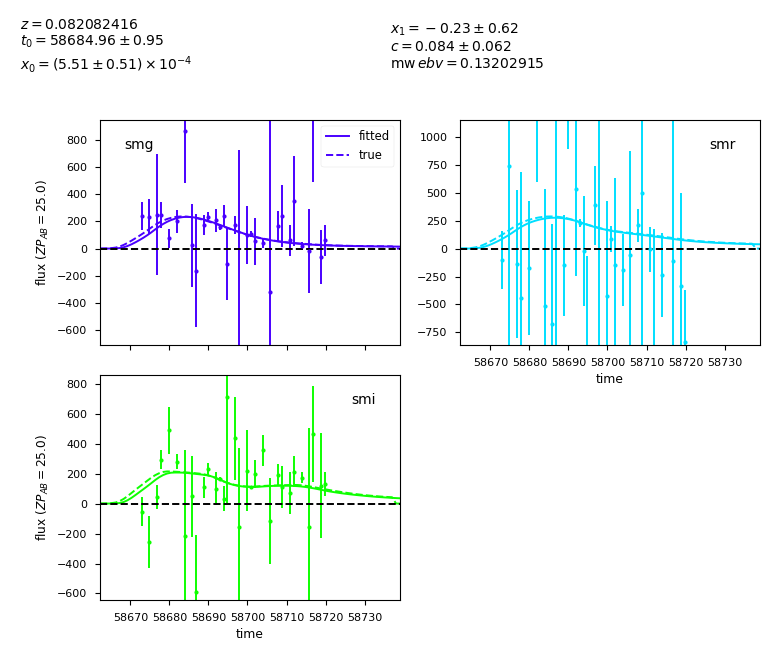 z = 0.082082416
t₀ = 58684.96 ± 0.95
x₀ = (5.51 ± 0.51) × 10⁻⁴
x₁ = −0.23 ± 0.62
c = 0.084 ± 0.062
mw ebv = 0.13202915
smg
fitted
true
800
600
400
200
0
−200
−400
−600
flux (ZP_AB = 25.0)
smr
1000
750
500
250
0
−250
−500
−750
58670 58680 58690 58700 58710 58720 58730
time
smi
800
600
400
200
0
−200
−400
−600
flux (ZP_AB = 25.0)
58670 58680 58690 58700 58710 58720 58730
time